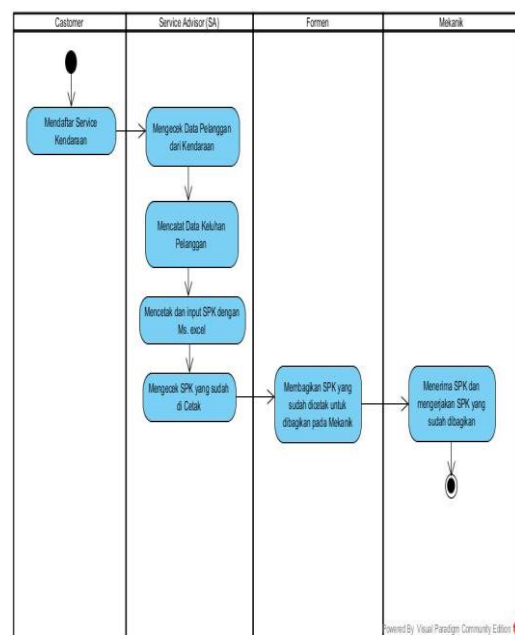 Castomer
Service Advisor (SA)
Formen
Mekanik
Mendaftar Service
Kendaraan
Mengecek Data Pelanggan
dari Kendaraan
Mencatat Data Keluhan
Pelanggan
Mencetak dan input SPK dengan
Ms. excel
Mengecek SPK yang sudah
di Cetak
Membagikan SPK yang
sudah dicetak untuk
dibagikan pada Mekanik
Menerima SPK dan
mengerjakan SPK yang
sudah dibagikan
Powered By Visual Paradigm Community Edition